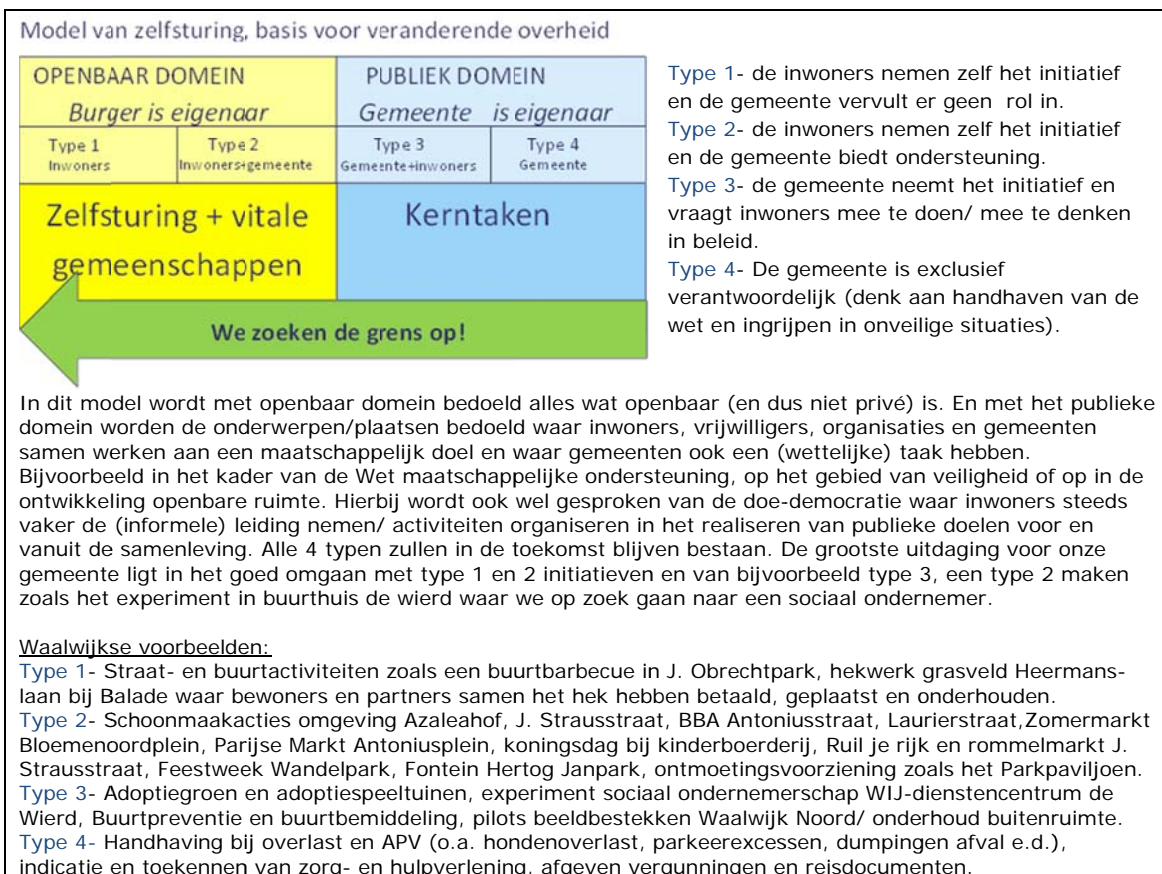 Model van zelfsturing, basis voor veranderende overheid
OPENBAAR DOMEIN
Burger is eigenaar
PUBLIEK DOMEIN
Gemeente is eigenaar
Type 1
Inwoners
Type 2
Inwoners+gemeente
Type 3
Gemeente+inwoners
Type 4
Gemeente
Zelfsturing + vitale
gemeenschappen
Kerntaken
We zoeken de grens op!
Type 1- de inwoners nemen zelf het initiatief
en de gemeente vervult er geen rol in.
Type 2- de inwoners nemen zelf het initiatief
en de gemeente biedt ondersteuning.
Type 3- de gemeente neemt het initiatief en
vraagt inwoners mee te doen/ mee te denken
in beleid.
Type 4- De gemeente is exclusief
verantwoordelijk (denk aan handhaven van de
wet en ingrijpen in onveilige situaties).
In dit model wordt met openbaar domein bedoeld alles wat openbaar (en dus niet privé) is. En met het publieke
domein worden de onderwerpen/plaatsen bedoeld waar inwoners, vrijwilligers, organisaties en gemeenten
samen werken aan een maatschappelijk doel en waar gemeenten ook een (wettelijke) taak hebben.
Bijvoorbeeld in het kader van de Wet maatschappelijke ondersteuning, op het gebied van veiligheid of op in de
ontwikkeling openbare ruimte. Hierbij wordt ook wel gesproken van de doe-democratie waar inwoners steeds
vaker de (informele) leiding nemen/ activiteiten organiseren in het realiseren van publieke doelen voor en
vanuit de samenleving. Alle 4 typen zullen in de toekomst blijven bestaan. De grootste uitdaging voor onze
gemeente ligt in het goed omgaan met type 1 en 2 initiatieven en van bijvoorbeeld type 3, een type 2 maken
zoals het experiment in buurthuis de wierd waar we op zoek gaan naar een sociaal ondernemer.
Waalwijkse voorbeelden:
Type 1- Straat- en buurtactiviteiten zoals een buurtbarbecue in J. Obrechtpark, hekwerk grasveld Heermans-
laan bij Balade waar bewoners en partners samen het hek hebben betaald, geplaatst en onderhouden.
Type 2- Schoonmaakacties omgeving Azaleahof, J. Strausstraat, BBA Antoniusstraat, Laurierstraat,Zomermarkt
Bloemenoordplein, Parijse Markt Antoniusplein, koningsdag bij kinderboerderij, Ruil je rijk en rommelmarkt J.
Strausstraat, Feestweek Wandelpark, Fontein Hertog Janpark, ontmoetingsvoorziening zoals het Parkpaviljoen.
Type 3- Adoptiegroen en adoptiespeeltuinen, experiment sociaal ondernemerschap WIJ-dienstencentrum de
Wierd, Buurtpreventie en buurtbemiddeling, pilots beeldbestekken Waalwijk Noord/ onderhoud buitenruimte.
Type 4- Handhaving bij overlast en APV (o.a. hondenoverlast, parkeerexcessen, dumpingen afval e.d.),
indicatie en toekennen van zorg- en hulpverlening, afgeven vergunningen en reisdocumenten.